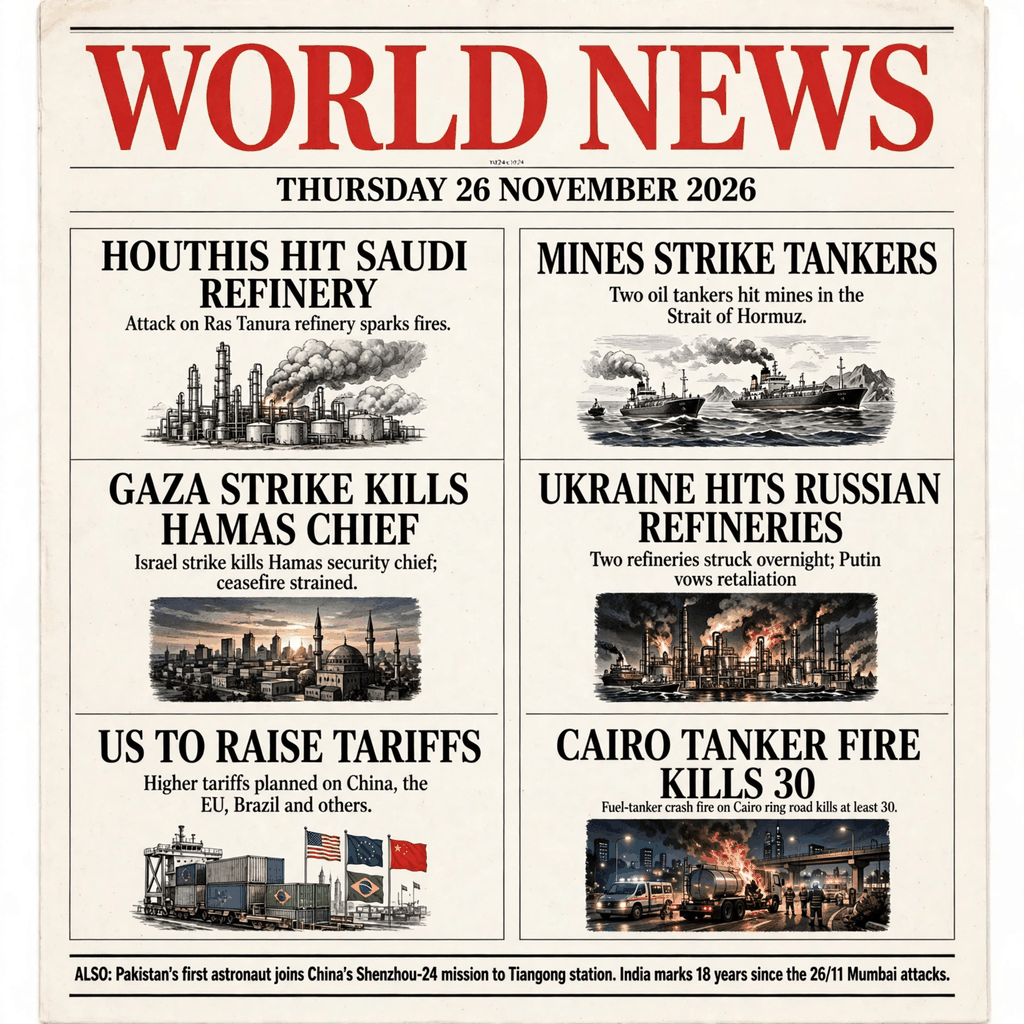 WORLD NEWS
THURSDAY 26 NOVEMBER 2026
HOUTHIS HIT SAUDI
REFINERY
Attack on Ras Tanura refinery sparks fires.
MINES STRIKE TANKERS
Two oil tankers hit mines in the
Strait of Hormuz.
GAZA STRIKE KILLS
HAMAS CHIEF
Israel strike kills Hamas security chief;
ceasefire strained.
UKRAINE HITS RUSSIAN
REFINERIES
Two refineries struck overnight; Putin
vows retaliation
US TO RAISE TARIFFS
Higher tariffs planned on China, the
EU, Brazil and others.
CAIRO TANKER FIRE
KILLS 30
Fuel-tanker crash fire on Cairo ring road kills at least 30.
ALSO: Pakistan's first astronaut joins China's Shenzhou-24 mission to Tiangong station. India marks 18 years since the 26/11 Mumbai attacks.